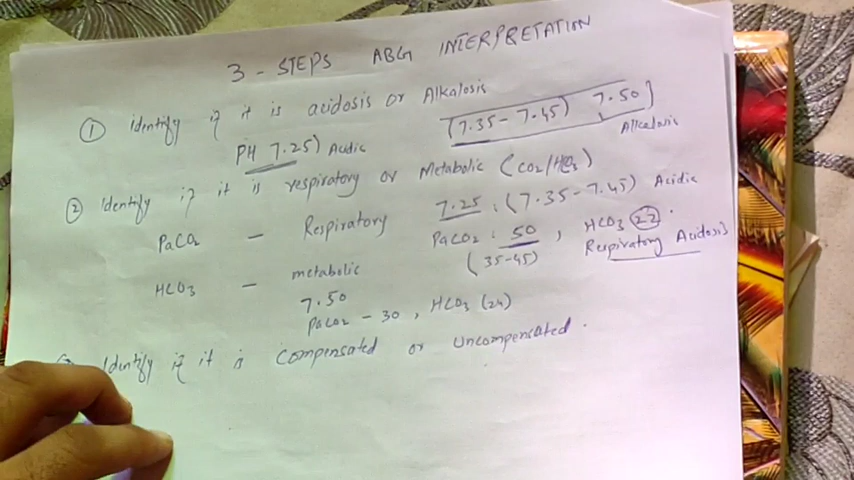 3 - STEPS ABG INTERPRETATION
① identify if it is acidosis or Alkalosis
PH 7.25) Acidic (7.35 - 7.45) 7.50] Alkalosis
② Identify if it is respiratory or Metabolic (CO2/HCO3)
7.25 : (7.35 - 7.45) Acidic
PaCO2 - Respiratory PaCO2 : 50 , HCO3 22 .
(35-45) Respiratory Acidosis
HCO3 - metabolic
7.50
PaCO2 - 30 , HCO3 (24)
Identify if it is Compensated or Uncompensated .